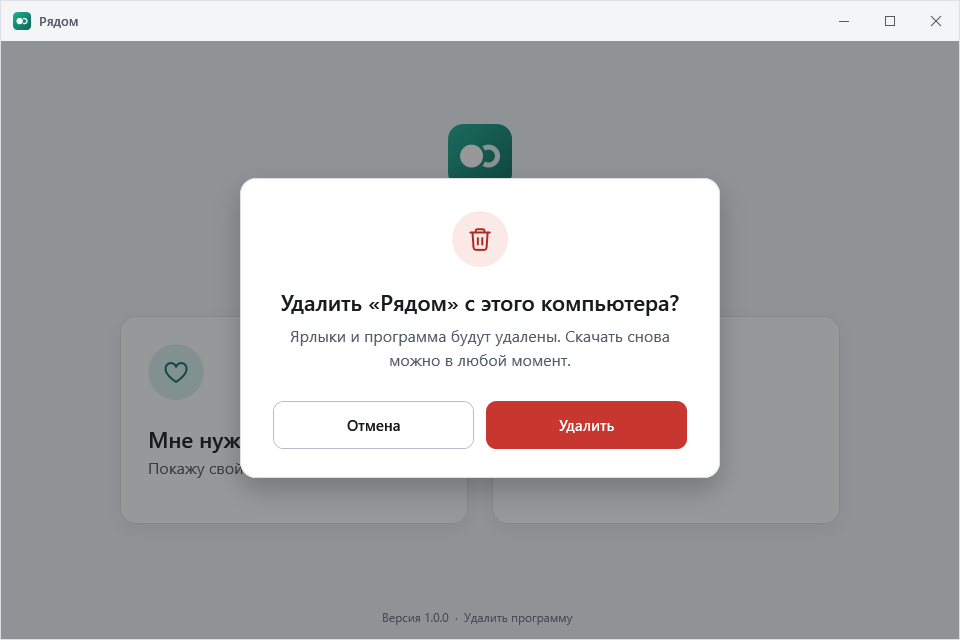 Рядом
Удалить «Рядом» с этого компьютера?
Ярлыки и программа будут удалены. Скачать снова
можно в любой момент.
Отмена
Удалить
Мне
Покажу свой
Версия 1.0.0 · Удалить программу